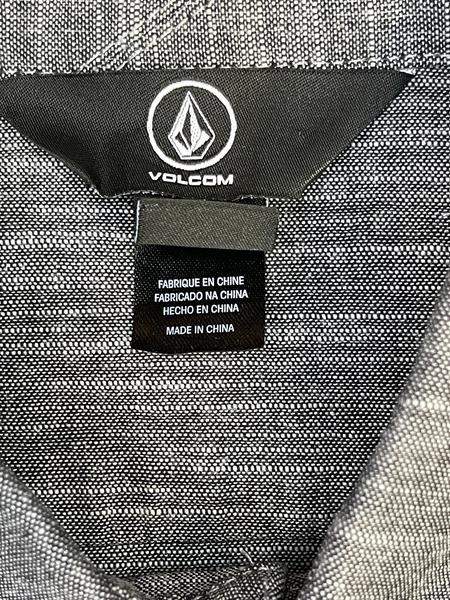 VOLCOM
FABRIQUE EN CHINE
FABRICADO NA CHINA
HECHO EN CHINA
MADE IN CHINA